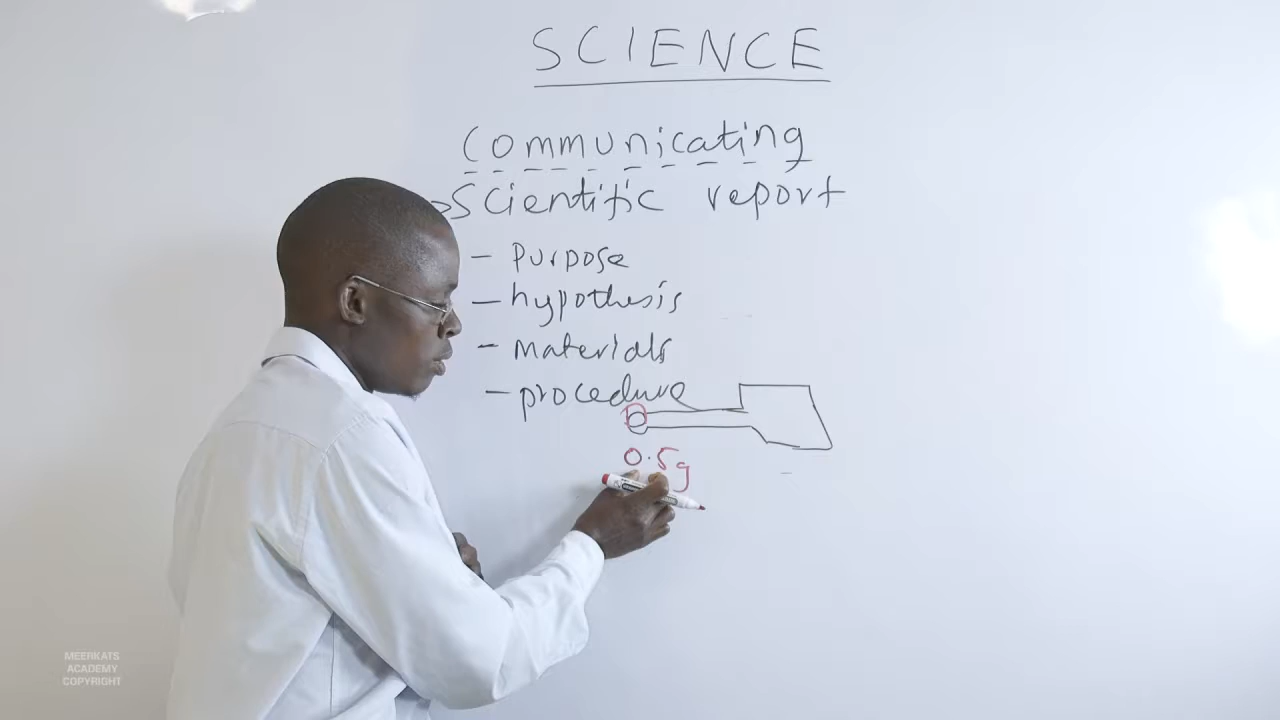 SCIENCE
Communicating
Scientific report
- Purpose
- hypothesis
- materials
- procedure
0.5g
MEERKATS
ACADEMY
COPYRIGHT